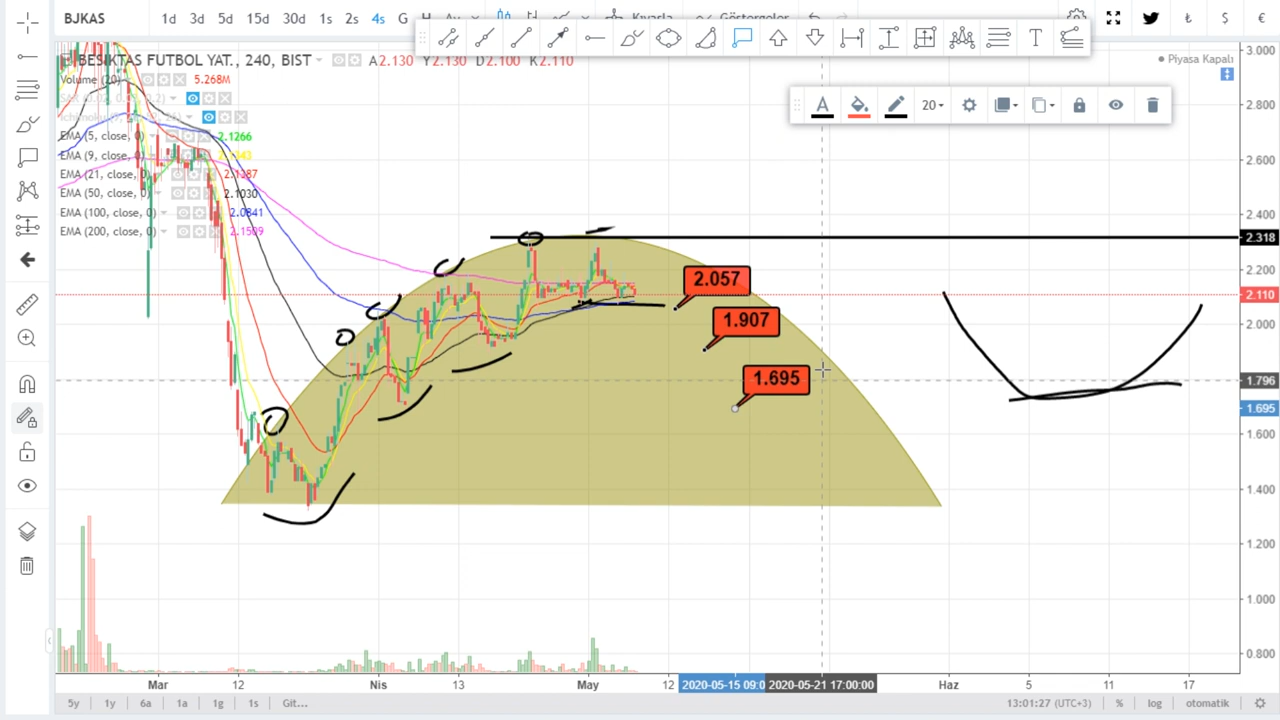 BJKAS 1d 3d 5d 15d 30d 1s 2s 4s G H Kıyasla Göstergeler
BEŞİKTAŞ FUTBOL YAT., 240, BIST A2.130 Y2.130 D2.100 K2.110
Piyasa Kapalı
Volume (20) 5.268M
EMA (5, close, 0) 2.1266
EMA (9, close, 0)
EMA (21, close, 0)
EMA (50, close, 0) 2.1030
EMA (100, close, 0) 2.0841
EMA (200, close, 0) 2.1509
20
T
2.057
1.907
1.695
3.000
2.800
2.600
2.400
2.318
2.200
2.110
2.000
1.796
1.695
1.600
1.400
1.200
1.000
0.800
Mar 12 Nis 13 May 12 2020-05-15 09:0 2020-05-21 17:00:00 Haz 5 11 17
5y 1y 6a 1a 1g 1s Git... 13:01:27 (UTC+3) % log otomatik